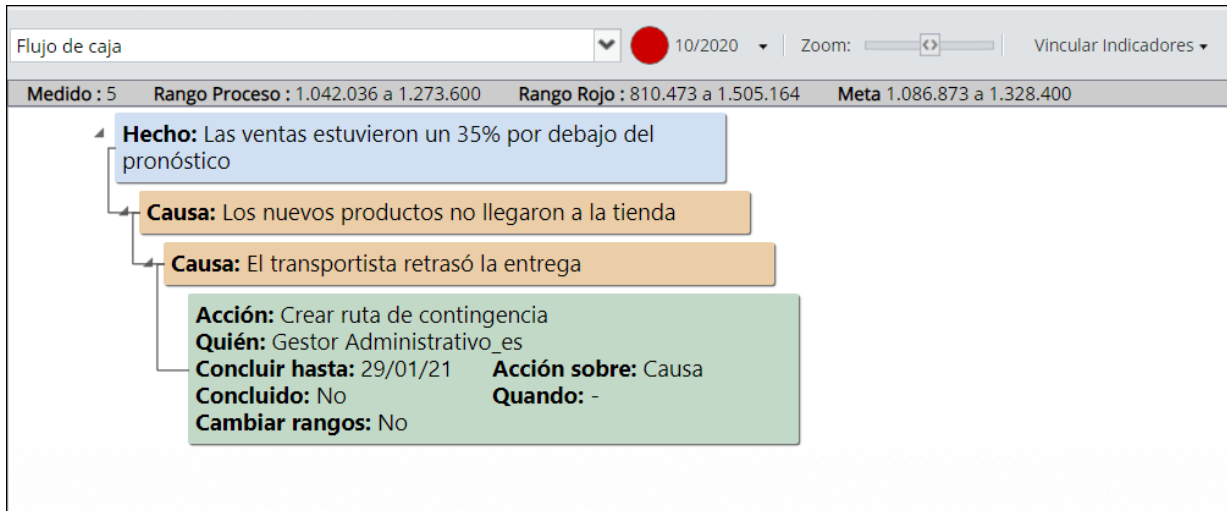 Flujo de caja 10/2020 Zoom: Vincular Indicadores
Medido : 5 Rango Proceso : 1.042.036 a 1.273.600 Rango Rojo : 810.473 a 1.505.164 Meta 1.086.873 a 1.328.400
Hecho: Las ventas estuvieron un 35% por debajo del
pronóstico
Causa: Los nuevos productos no llegaron a la tienda
Causa: El transportista retrasó la entrega
Acción: Crear ruta de contingencia
Quién: Gestor Administrativo_es
Concluir hasta: 29/01/21 Acción sobre: Causa
Concluido: No Quando: -
Cambiar rangos: No